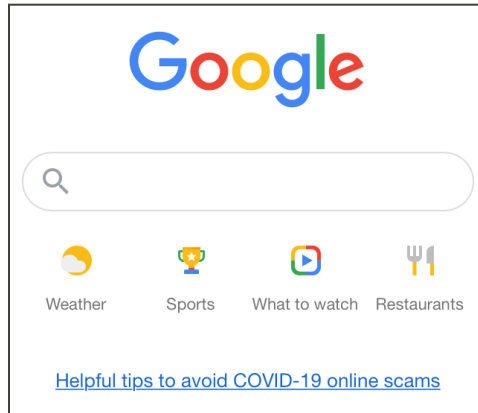 Google
Weather Sports What to watch Restaurants
Helpful tips to avoid COVID-19 online scams